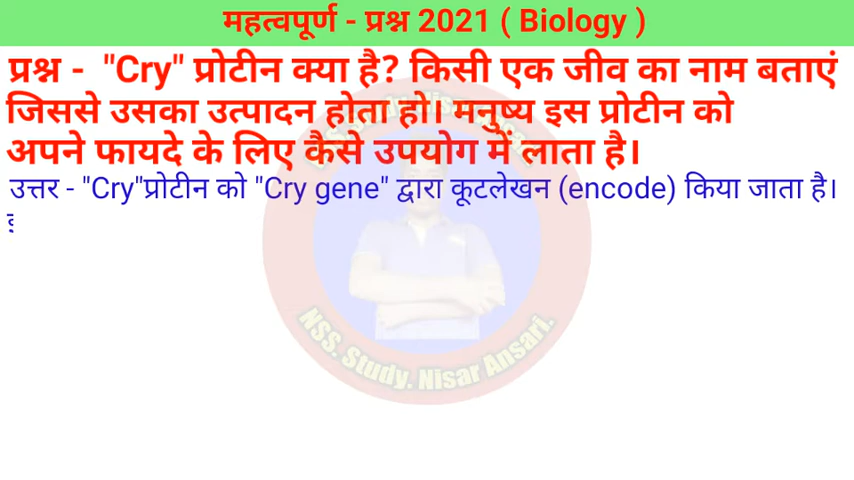 महत्वपूर्ण - प्रश्न 2021 ( Biology )
प्रश्न - "Cry" प्रोटीन क्या है? किसी एक जीव का नाम बताएं
जिससे उसका उत्पादन होता हो। मनुष्य इस प्रोटीन को
अपने फायदे के लिए कैसे उपयोग में लाता है।
उत्तर - "Cry"प्रोटीन को "Cry gene" द्वारा कूटलेखन (encode) किया जाता है।
NSS. Study. Nisar Ansari.